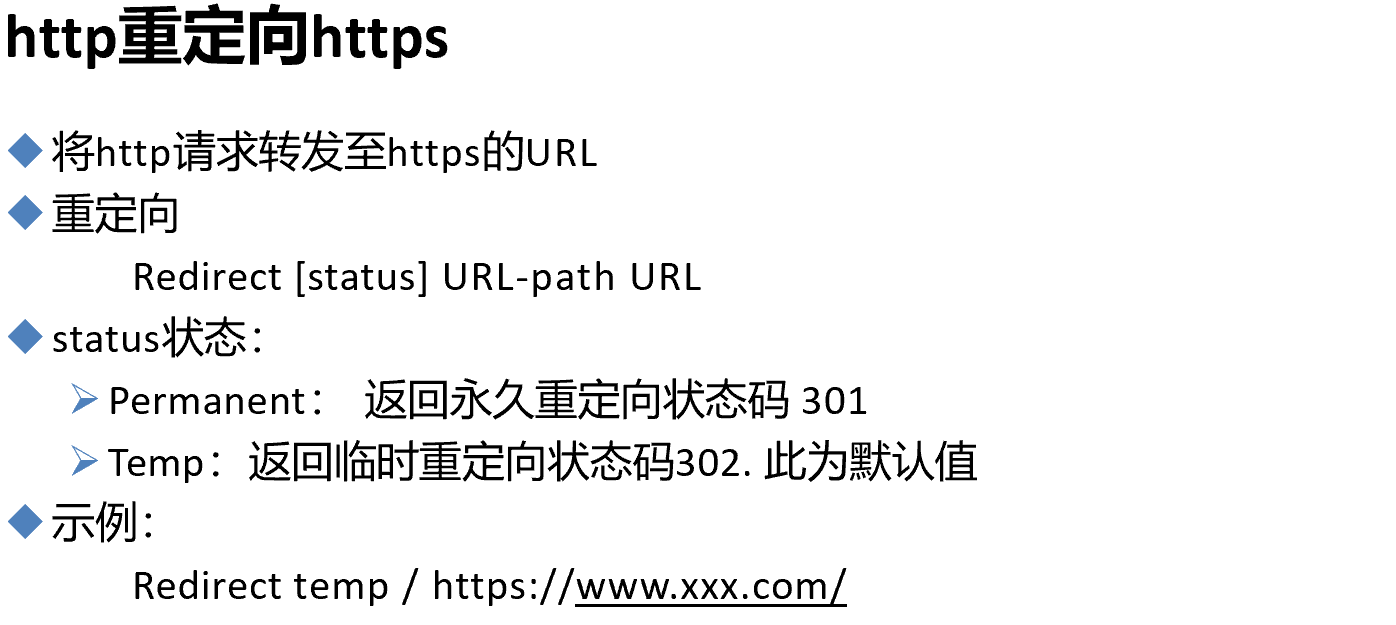 http重定向https
将http请求转发至https的URL
重定向
Redirect [status] URL-path URL
status状态：
Permanent： 返回永久重定向状态码 301
Temp：返回临时重定向状态码302. 此为默认值
示例：
Redirect temp / https://www.xxx.com/